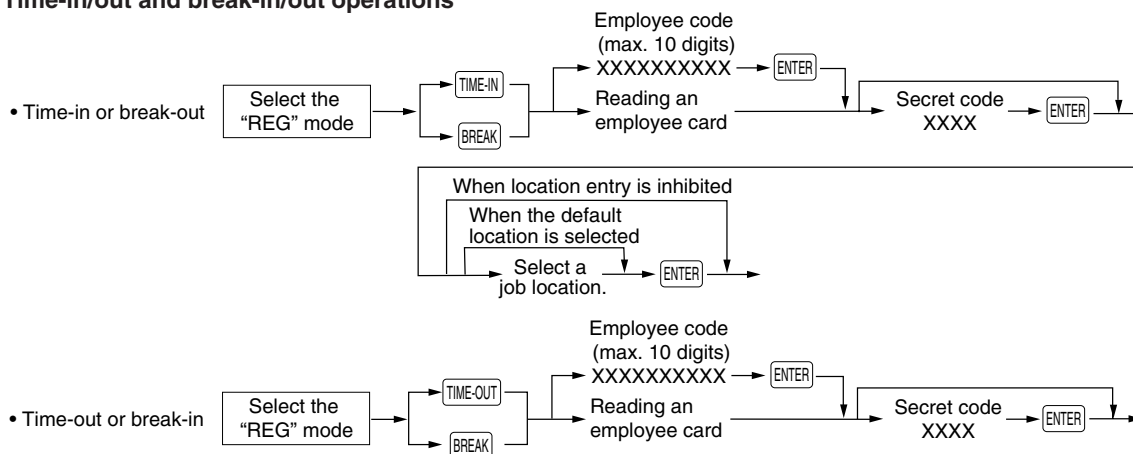 Time-in/out and break-in/out operations
• Time-in or break-out
Select the
“REG” mode
TIME-IN
BREAK
Employee code
(max. 10 digits)
XXXXXXXXXX
ENTER
Reading an
employee card
Secret code
XXXX
ENTER
When location entry is inhibited
When the default
location is selected
Select a
job location.
ENTER
• Time-out or break-in
Select the
“REG” mode
TIME-OUT
BREAK
Employee code
(max. 10 digits)
XXXXXXXXXX
ENTER
Reading an
employee card
Secret code
XXXX
ENTER